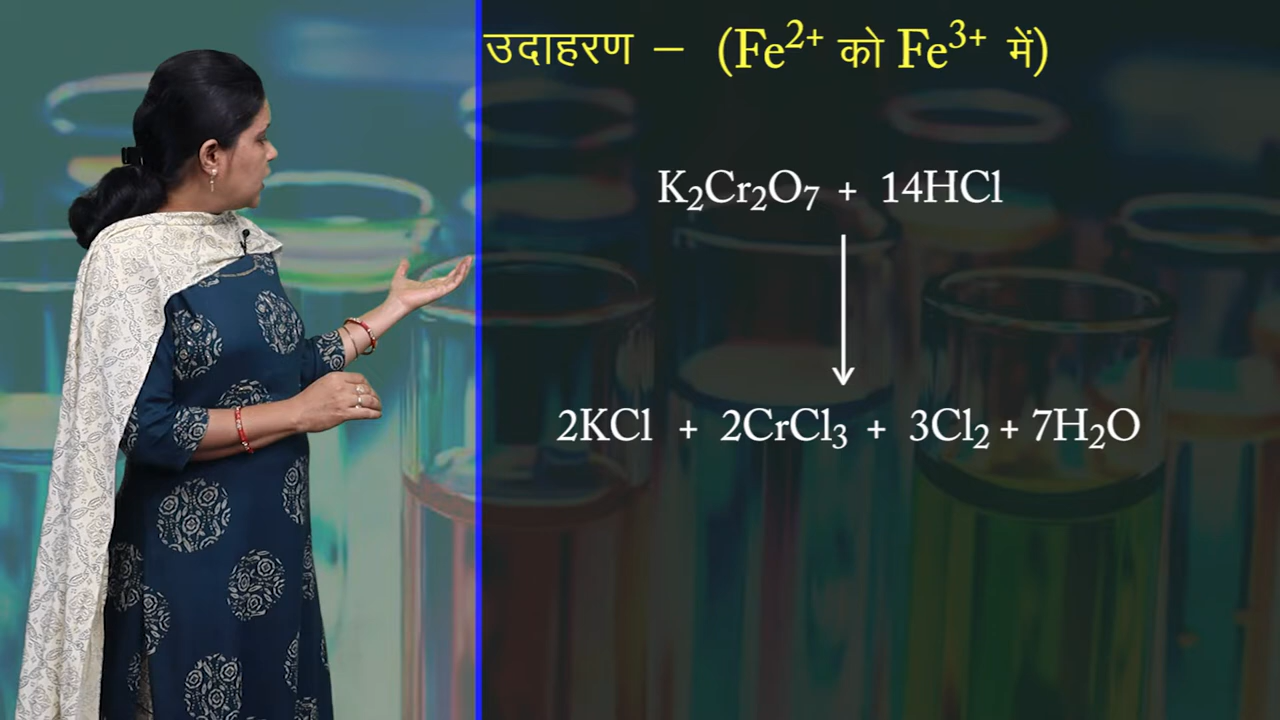 उदाहरण – (Fe²⁺ को Fe³⁺ में)
K₂Cr₂O₇ + 14HCl
2KCl + 2CrCl₃ + 3Cl₂ + 7H₂O